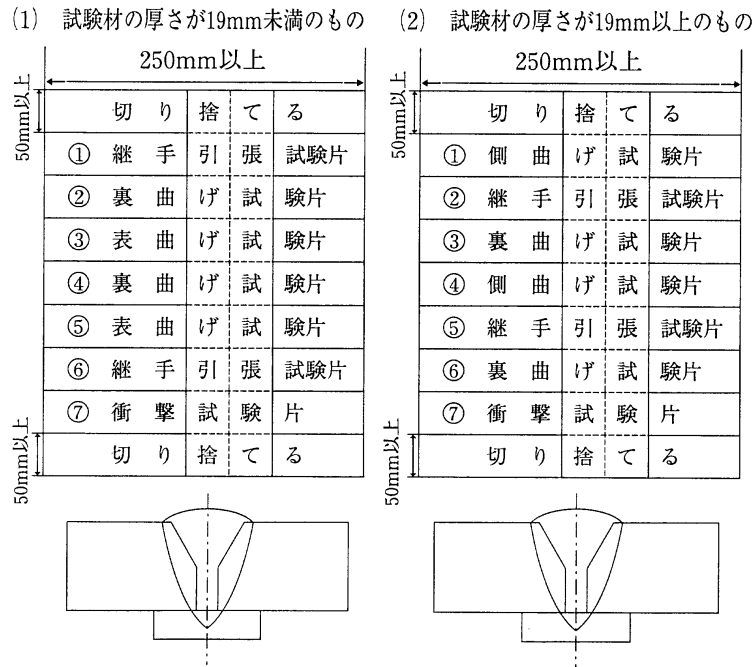 (1) 試験材の厚さが19mm未満のもの
250mm以上
50mm以上
切り捨てる
① 継手引張試験片
② 裏曲げ試験片
③ 表曲げ試験片
④ 裏曲げ試験片
⑤ 表曲げ試験片
⑥ 継手引張試験片
⑦ 衝撃試験片
切り捨てる
50mm以上
(2) 試験材の厚さが19mm以上のもの
250mm以上
50mm以上
切り捨てる
① 側曲げ試験片
② 継手引張試験片
③ 裏曲げ試験片
④ 側曲げ試験片
⑤ 継手引張試験片
⑥ 裏曲げ試験片
⑦ 衝撃試験片
切り捨てる
50mm以上